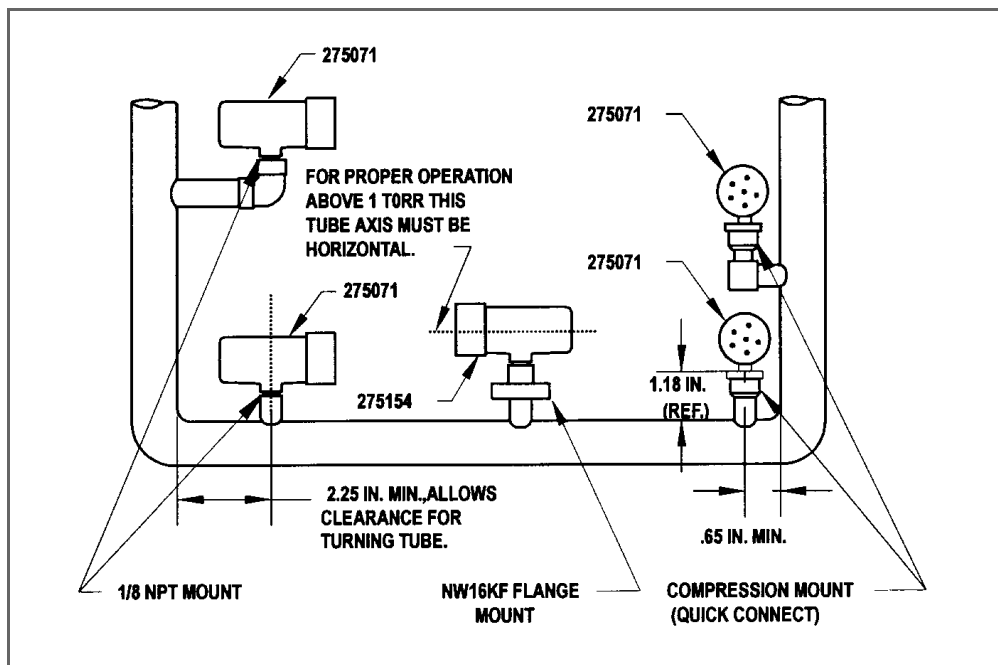 275071
275071
FOR PROPER OPERATION
ABOVE 1 T0RR THIS
TUBE AXIS MUST BE
HORIZONTAL.
275071
275071
275154
1.18 IN.
(REF.)
2.25 IN. MIN.,ALLOWS
CLEARANCE FOR
TURNING TUBE.
.65 IN. MIN.
1/8 NPT MOUNT
NW16KF FLANGE
MOUNT
COMPRESSION MOUNT
(QUICK CONNECT)